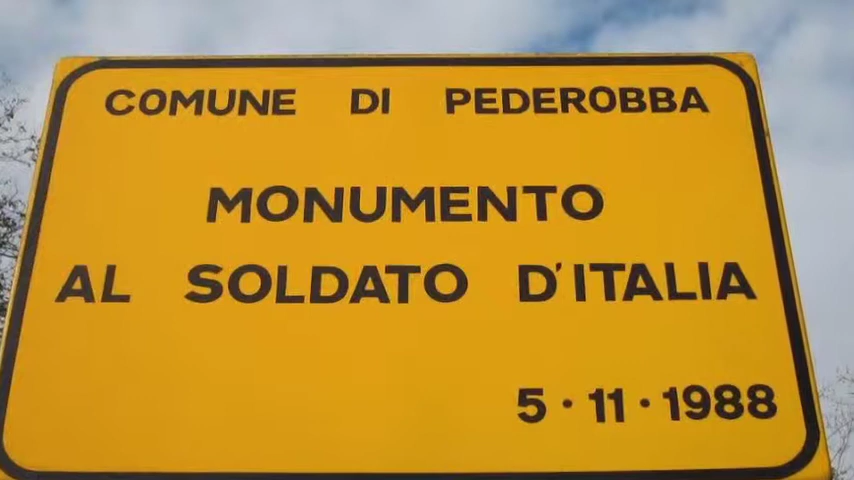 COMUNE DI PEDEROBBA
MONUMENTO
AL SOLDATO D'ITALIA
5·11·1988